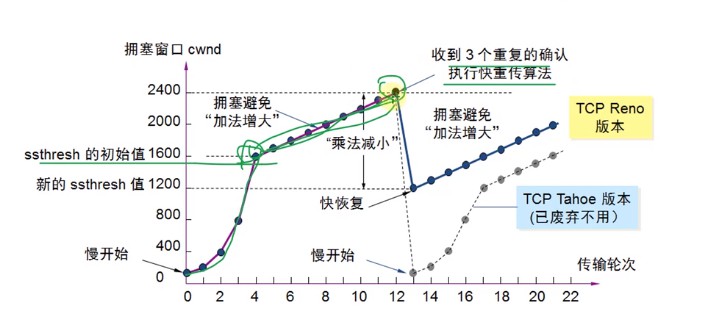 拥塞窗口 cwnd
收到 3 个重复的确认
执行快重传算法
2400
2000
ssthresh 的初始值 1600
新的 ssthresh 值 1200
800
400
0
拥塞避免
“加法增大”
“乘法减小”
拥塞避免
“加法增大”
TCP Reno
版本
快恢复
TCP Tahoe 版本
(已废弃不用)
慢开始
慢开始
传输轮次
0 2 4 6 8 10 12 14 16 18 20 22